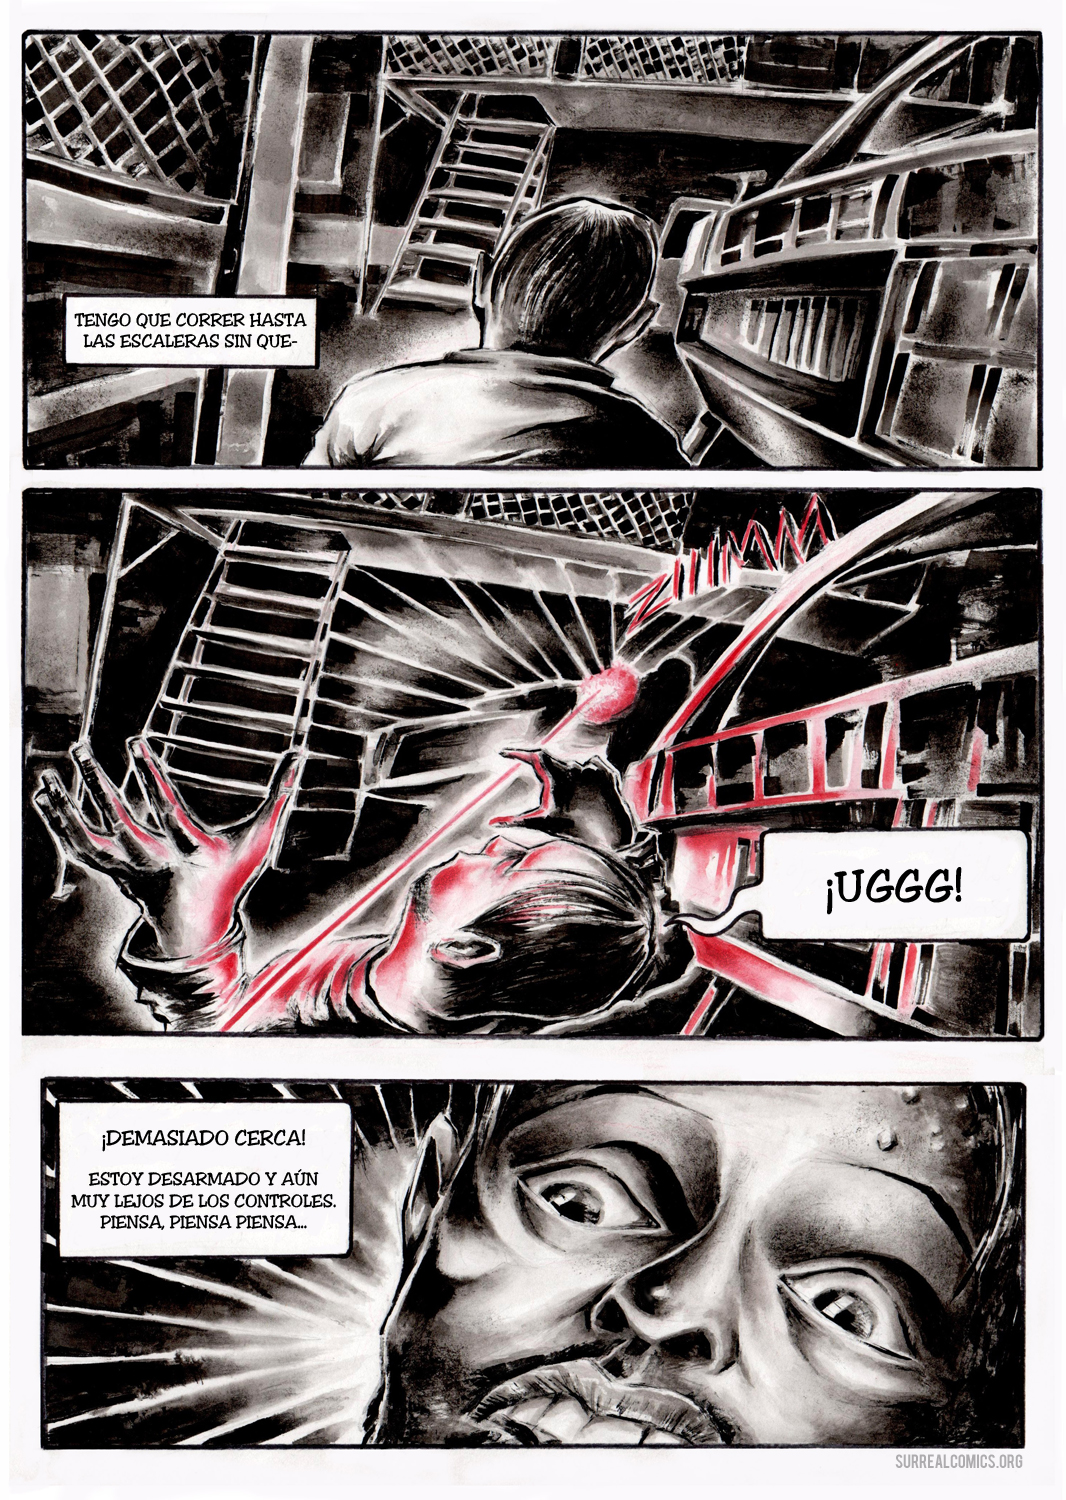 TENGO QUE CORRER HASTA
LAS ESCALERAS SIN QUE-
ZUMM
¡UGGG!
¡DEMASIADO CERCA!
ESTOY DESARMADO Y AÚN
MUY LEJOS DE LOS CONTROLES.
PIENSA, PIENSA PIENSA...
SURREALCOMICS.ORG